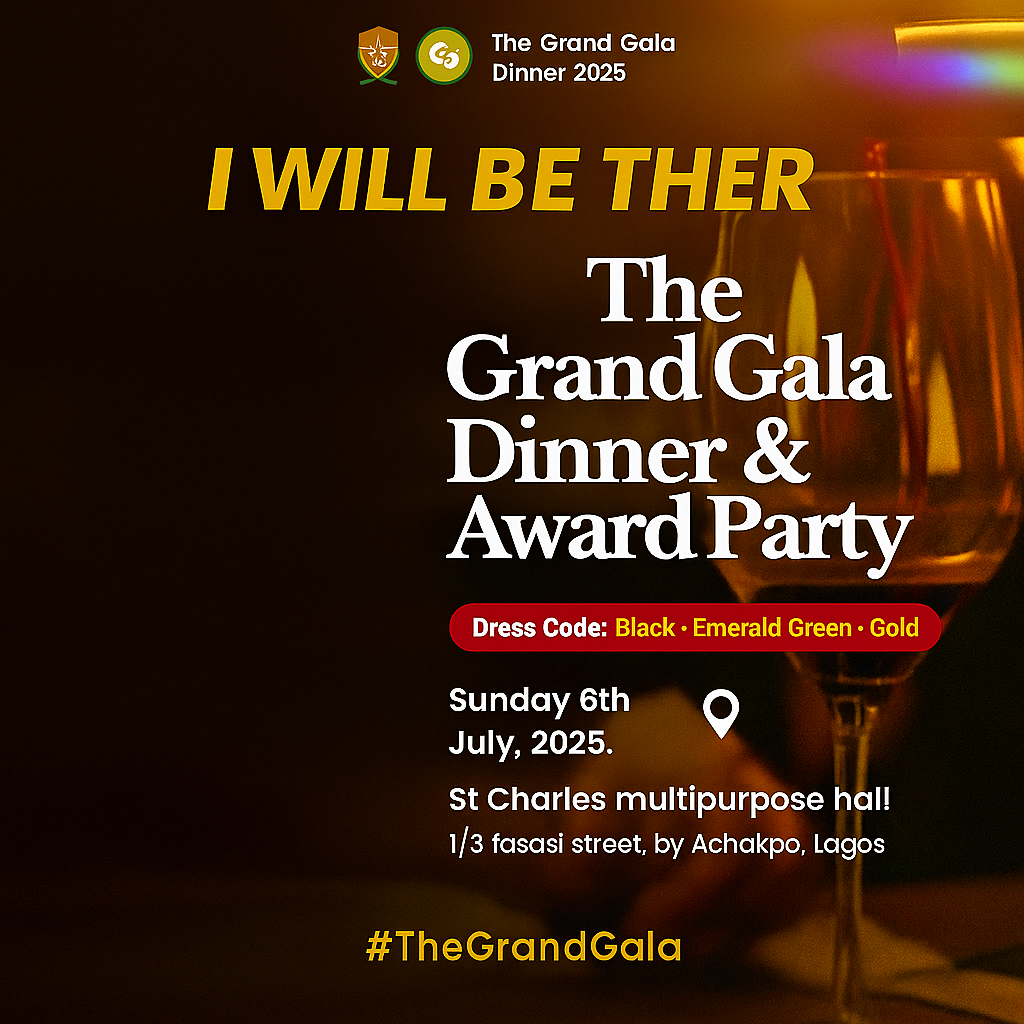 The Grand Gala
Dinner 2025
I WILL BE THER
The
Grand Gala
Dinner &
Award Party
Dress Code: Black · Emerald Green · Gold
Sunday 6th
July, 2025.
St Charles multipurpose hal!
1/3 fasasi street, by Achakpo, Lagos
#TheGrandGala